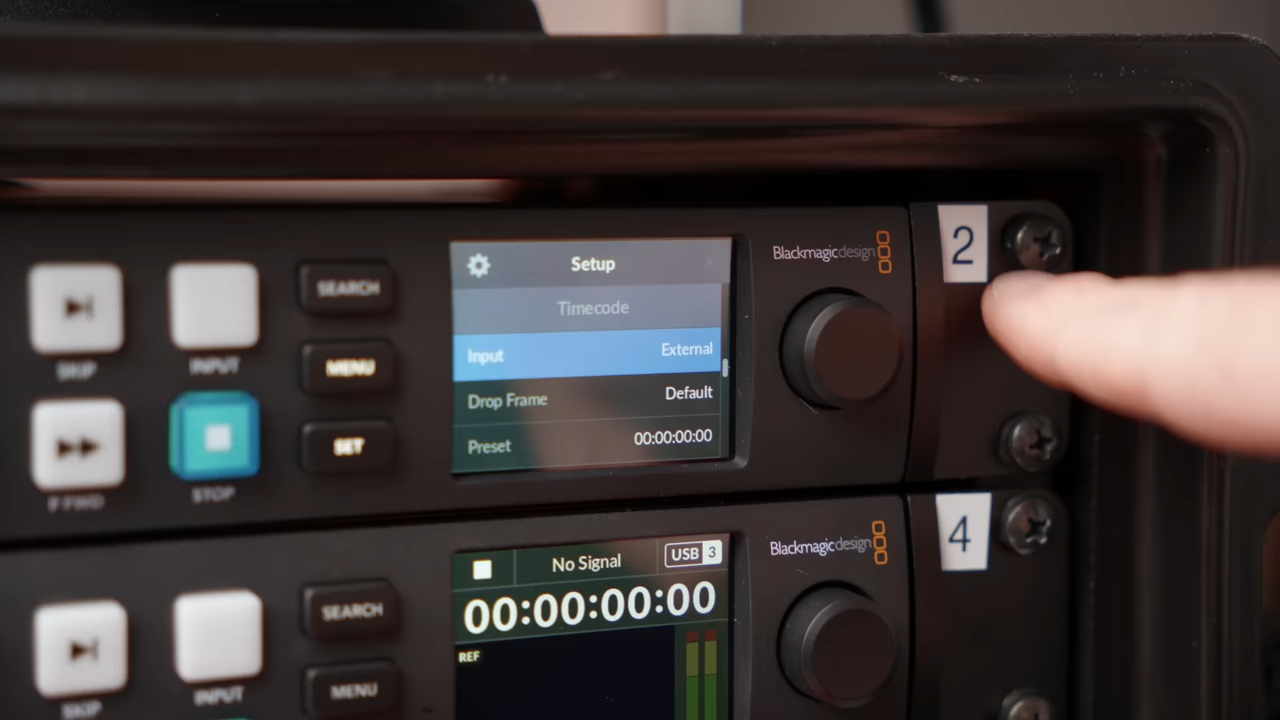 Setup
Timecode
Input External
Drop Frame Default
Preset 00:00:00:00
Blackmagicdesign
2
SKIP
INPUT
SEARCH
MENU
SET
F FWD
STOP
No Signal
USB 3
00:00:00:00
REF
Blackmagicdesign
4
SEARCH
MENU
SKIP
INPUT